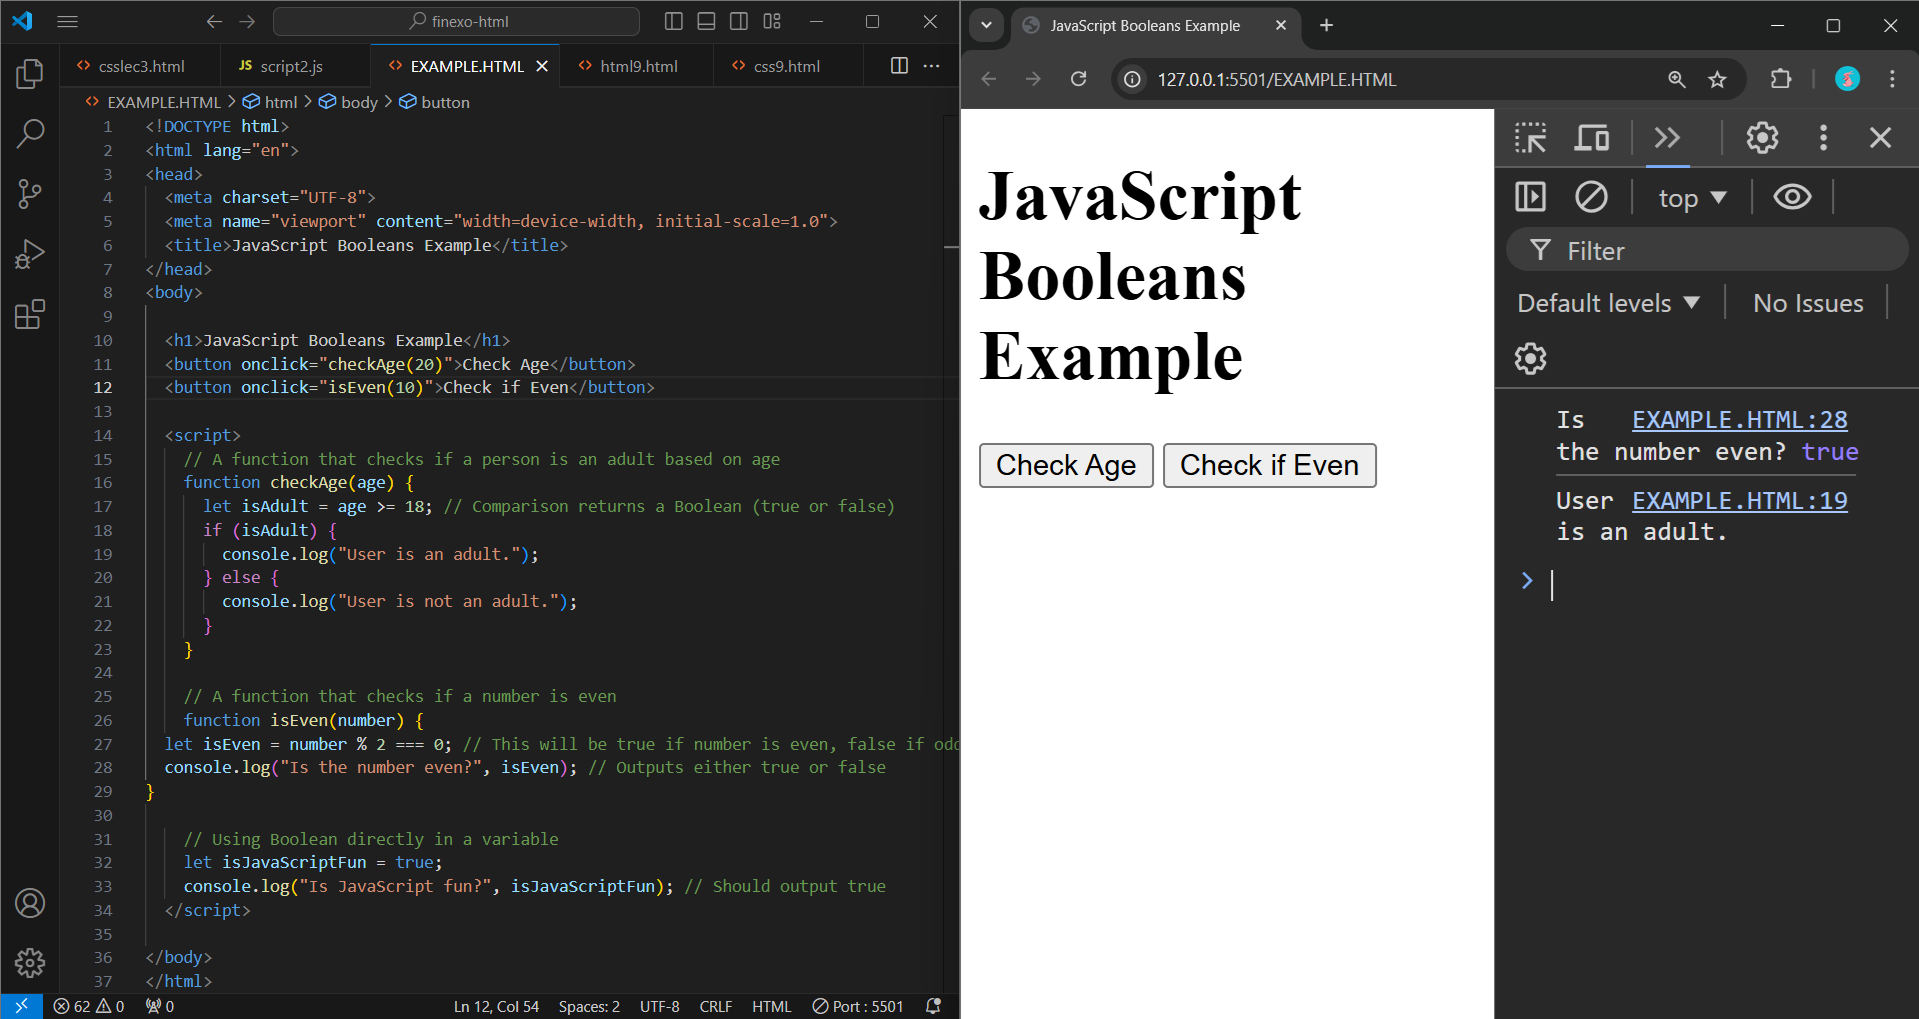 finexo-html
csslec3.html
JS script2.js
EXAMPLE.HTML
html9.html
css9.html
EXAMPLE.HTML > html > body > button
1 <!DOCTYPE html>
2 <html lang="en">
3 <head>
4 <meta charset="UTF-8">
5 <meta name="viewport" content="width=device-width, initial-scale=1.0">
6 <title>JavaScript Booleans Example</title>
7 </head>
8 <body>
9
10 <h1>JavaScript Booleans Example</h1>
11 <button onclick="checkAge(20)">Check Age</button>
12 <button onclick="isEven(10)">Check if Even</button>
13
14 <script>
15 // A function that checks if a person is an adult based on age
16 function checkAge(age) {
17 let isAdult = age >= 18; // Comparison returns a Boolean (true or false)
18 if (isAdult) {
19 console.log("User is an adult.");
20 } else {
21 console.log("User is not an adult.");
22 }
23 }
24
25 // A function that checks if a number is even
26 function isEven(number) {
27 let isEven = number % 2 === 0; // This will be true if number is even, false if odd
28 console.log("Is the number even?", isEven); // Outputs either true or false
29 }
30
31 // Using Boolean directly in a variable
32 let isJavaScriptFun = true;
33 console.log("Is JavaScript fun?", isJavaScriptFun); // Should output true
34 </script>
35
36 </body>
37 </html>
62 0 0 Ln 12, Col 54 Spaces: 2 UTF-8 CRLF HTML Port : 5501
JavaScript Booleans Example
127.0.0.1:5501/EXAMPLE.HTML
JavaScript
Booleans
Example
Check Age
Check if Even
top
Filter
Default levels
No Issues
Is EXAMPLE.HTML:28
the number even? true
User EXAMPLE.HTML:19
is an adult.